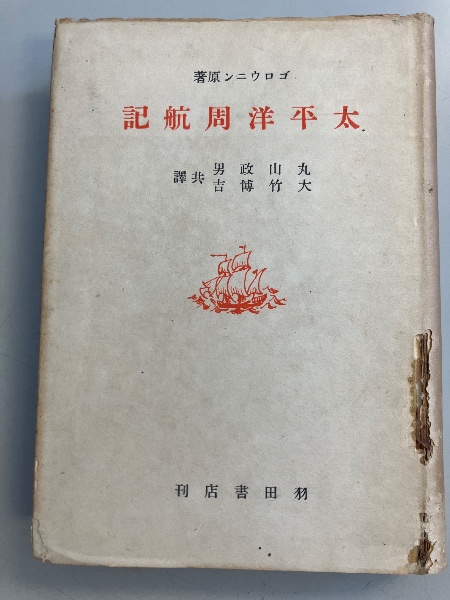 ゴロウニン原著
太平洋周航記
丸山政男
大竹博吉
共譯
羽田書店刊